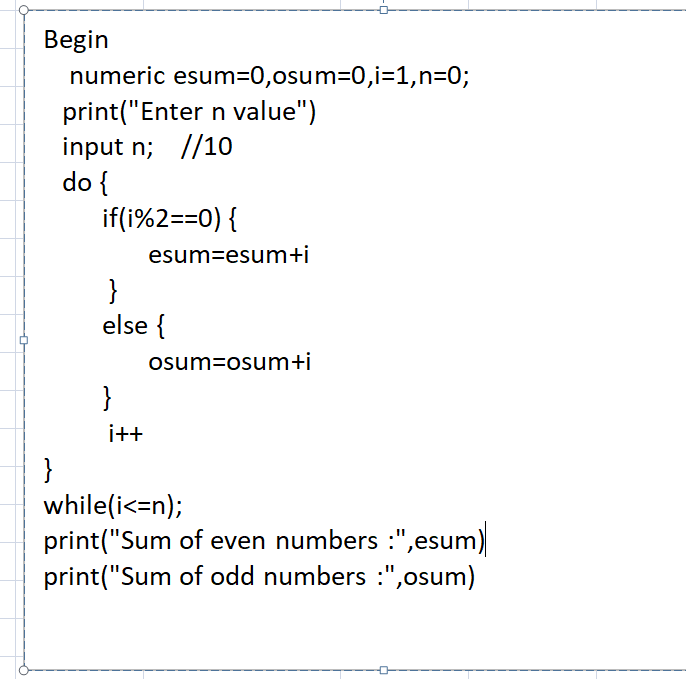 Begin
numeric esum=0,osum=0,i=1,n=0;
print("Enter n value")
input n; //10
do {
if(i%2==0) {
esum=esum+i
}
else {
osum=osum+i
}
i++
}
while(i<=n);
print("Sum of even numbers :",esum)
print("Sum of odd numbers :",osum)